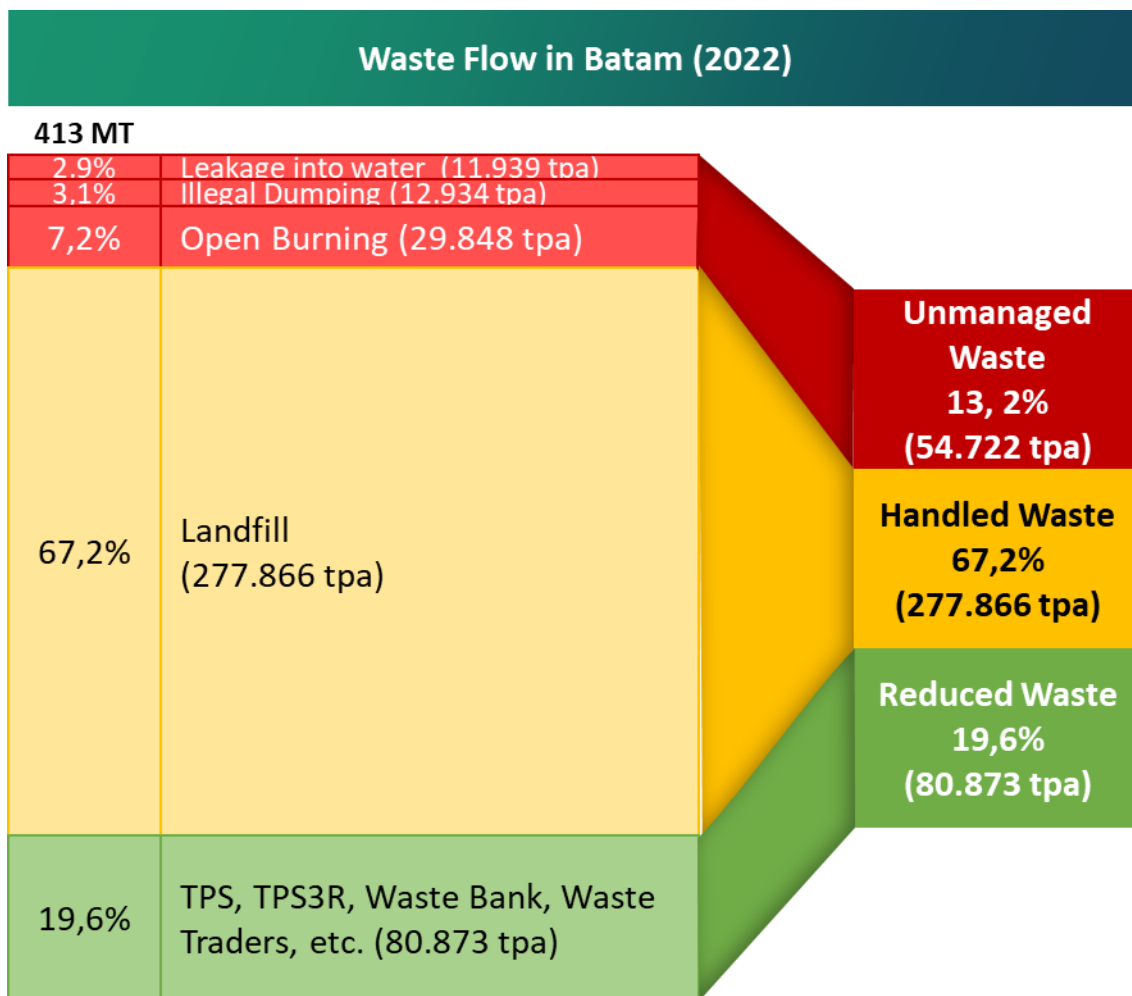 Waste Flow in Batam (2022)
413 MT
2.9% Leakage into water (11.939 tpa)
3,1% Illegal Dumping (12.934 tpa)
7,2% Open Burning (29.848 tpa)
67,2% Landfill
(277.866 tpa)
19,6% TPS, TPS3R, Waste Bank, Waste
Traders, etc. (80.873 tpa)
Unmanaged
Waste
13, 2%
(54.722 tpa)
Handled Waste
67,2%
(277.866 tpa)
Reduced Waste
19,6%
(80.873 tpa)